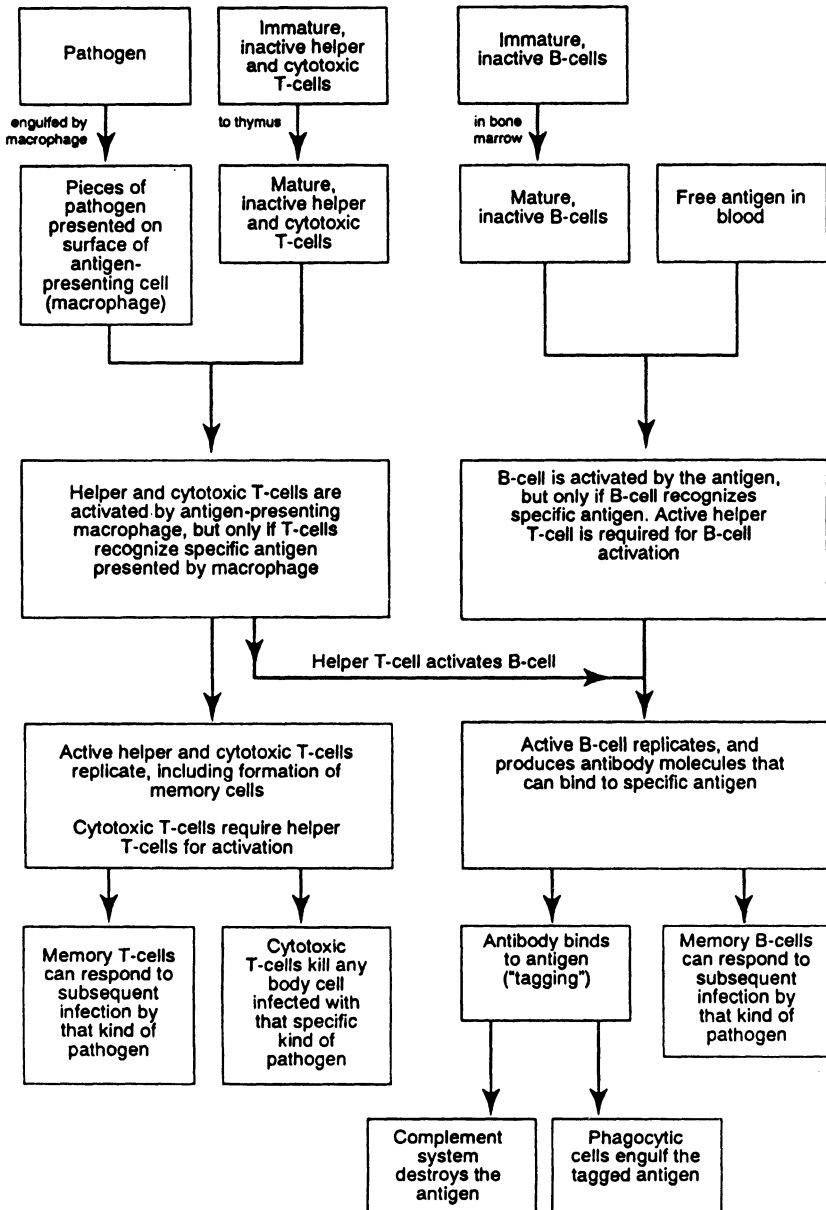 Pathogen
Immature,
inactive helper
and cytotoxic
T-cells
Immature,
inactive B-cells
engulfed by
macrophage
to thymus
in bone
marrow
Pieces of
pathogen
presented on
surface of
antigen-
presenting cell
(macrophage)
Mature,
inactive helper
and cytotoxic
T-cells
Mature,
inactive B-cells
Free antigen in
blood
Helper and cytotoxic T-cells are
activated by antigen-presenting
macrophage, but only if T-cells
recognize specific antigen
presented by macrophage
B-cell is activated by the antigen,
but only if B-cell recognizes
specific antigen. Active helper
T-cell is required for B-cell
activation
Helper T-cell activates B-cell
Active helper and cytotoxic T-cells
replicate, including formation of
memory cells
Cytotoxic T-cells require helper
T-cells for activation
Active B-cell replicates, and
produces antibody molecules that
can bind to specific antigen
Memory T-cells
can respond to
subsequent
infection by
that kind of
pathogen
Cytotoxic
T-cells kill any
body cell
infected with
that specific
kind of
pathogen
Antibody binds
to antigen
("tagging")
Memory B-cells
can respond to
subsequent
infection by
that kind of
pathogen
Complement
system
destroys the
antigen
Phagocytic
cells engulf the
tagged antigen